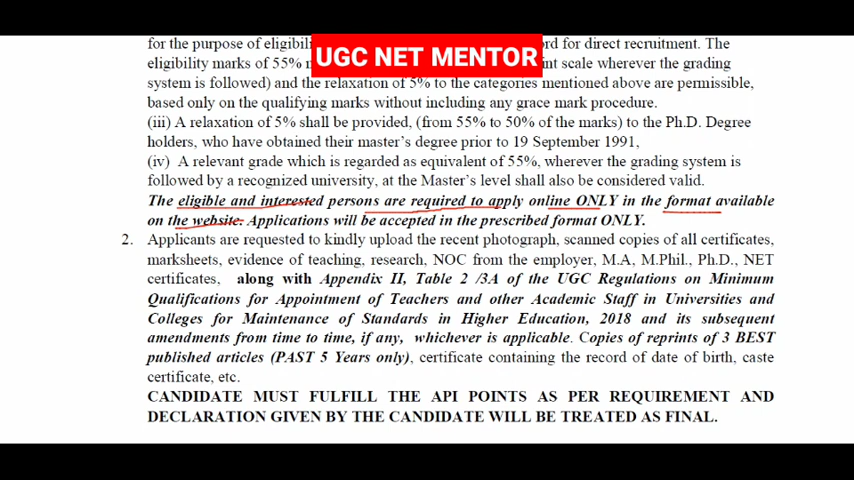 for the purpose of eligibili
UGC NET MENTOR
rd for direct recruitment. The
eligibility marks of 55%
nt scale wherever the grading
system is followed) and the relaxation of 5% to the categories mentioned above are permissible,
based only on the qualifying marks without including any grace mark procedure.
(iii) A relaxation of 5% shall be provided, (from 55% to 50% of the marks) to the Ph.D. Degree
holders, who have obtained their master's degree prior to 19 September 1991,
(iv) A relevant grade which is regarded as equivalent of 55%, wherever the grading system is
followed by a recognized university, at the Master's level shall also be considered valid.
The eligible and interested persons are required to apply online ONLY in the format available
on the website. Applications will be accepted in the prescribed format ONLY.
2. Applicants are requested to kindly upload the recent photograph, scanned copies of all certificates,
marksheets, evidence of teaching, research, NOC from the employer, M.A, M.Phil., Ph.D., NET
certificates, along with Appendix II, Table 2 /3A of the UGC Regulations on Minimum
Qualifications for Appointment of Teachers and other Academic Staff in Universities and
Colleges for Maintenance of Standards in Higher Education, 2018 and its subsequent
amendments from time to time, if any, whichever is applicable. Copies of reprints of 3 BEST
published articles (PAST 5 Years only), certificate containing the record of date of birth, caste
certificate, etc.
CANDIDATE MUST FULFILL THE API POINTS AS PER REQUIREMENT AND
DECLARATION GIVEN BY THE CANDIDATE WILL BE TREATED AS FINAL.